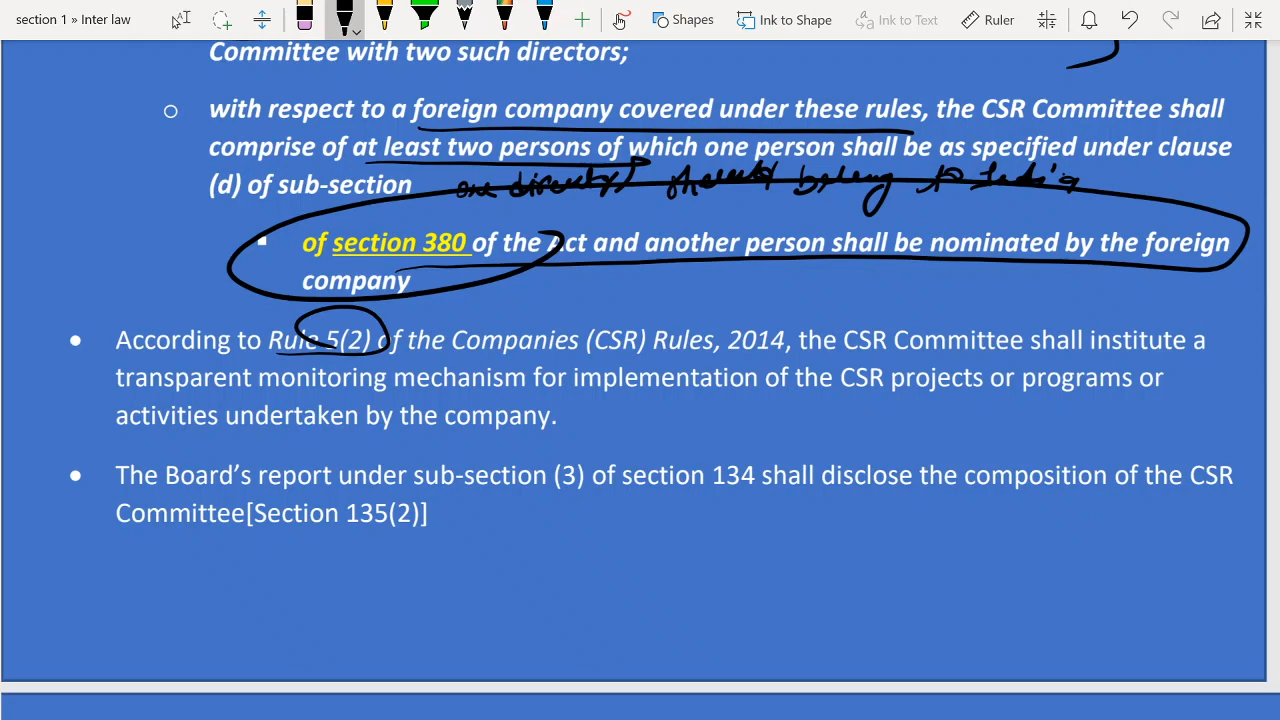 section 1 » Inter law
Shapes
Ink to Shape
Ink to Text
Ruler
Committee with two such directors;
o with respect to a foreign company covered under these rules, the CSR Committee shall
comprise of at least two persons of which one person shall be as specified under clause
(d) of sub-section
▪ of section 380 of the Act and another person shall be nominated by the foreign
company
• According to Rule 5(2) of the Companies (CSR) Rules, 2014, the CSR Committee shall institute a
transparent monitoring mechanism for implementation of the CSR projects or programs or
activities undertaken by the company.
• The Board’s report under sub-section (3) of section 134 shall disclose the composition of the CSR
Committee[Section 135(2)]